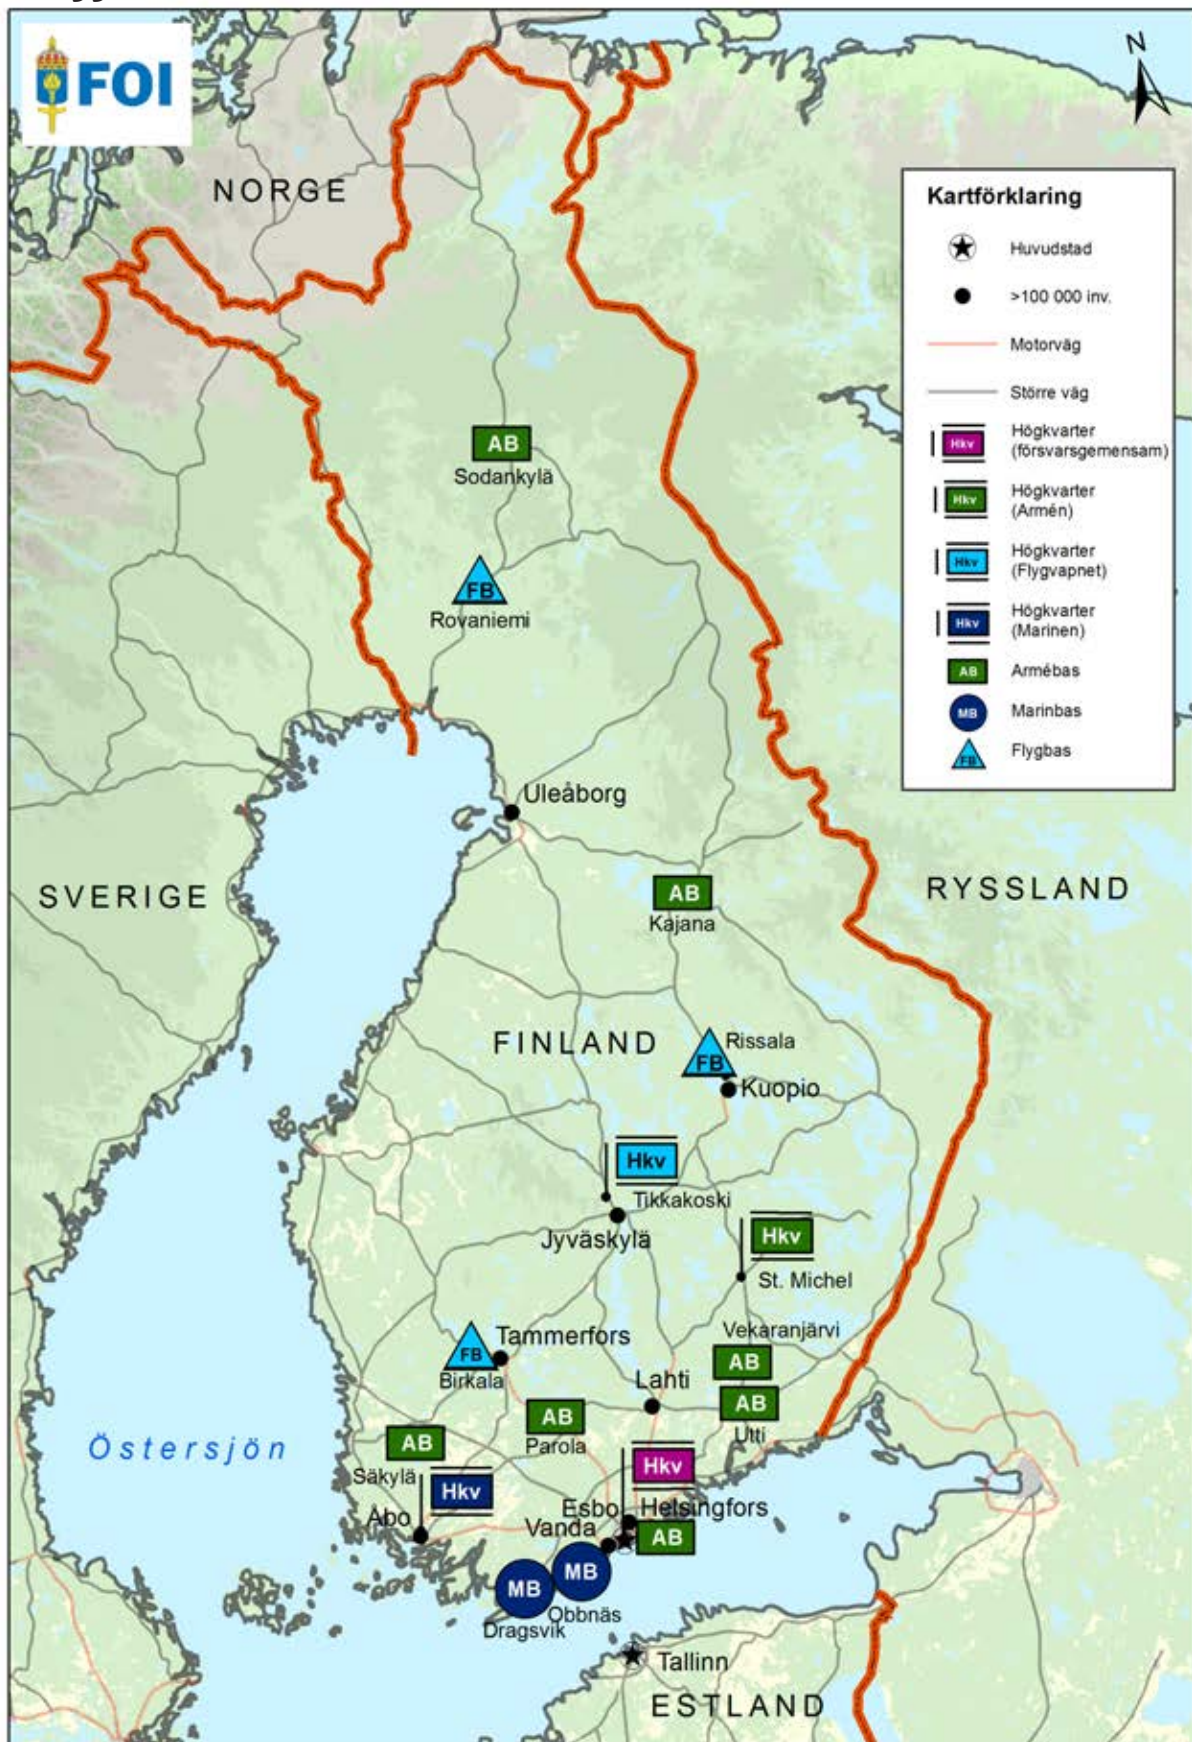 FOI
N
NORGE
Kartförklaring
Huvudstad
>100 000 inv.
Motorväg
Större väg
Hkv
Högkvarter
(försvarsgemensam)
Hkv
Högkvarter
(Armén)
Hkv
Högkvarter
(Flygvapnet)
Hkv
Högkvarter
(Marinen)
AB
Armébas
MB
Marinbas
FB
Flygbas
AB
Sodankylä
FB
Rovaniemi
Uleåborg
SVERIGE
AB
Kajana
RYSSLAND
FINLAND
Rissala
FB
Kuopio
Hkv
Tikkakoski
Jyväskylä
Hkv
St. Michel
Vekaranjärvi
AB
Tammerfors
FB
Birkala
Lahti
AB
Utti
AB
Parola
Östersjön
AB
Säkylä
Hkv
Åbo
Hkv
Esbo
Helsingfors
Vanda
AB
MB
MB
Obbnäs
Dragsvik
Tallinn
ESTLAND